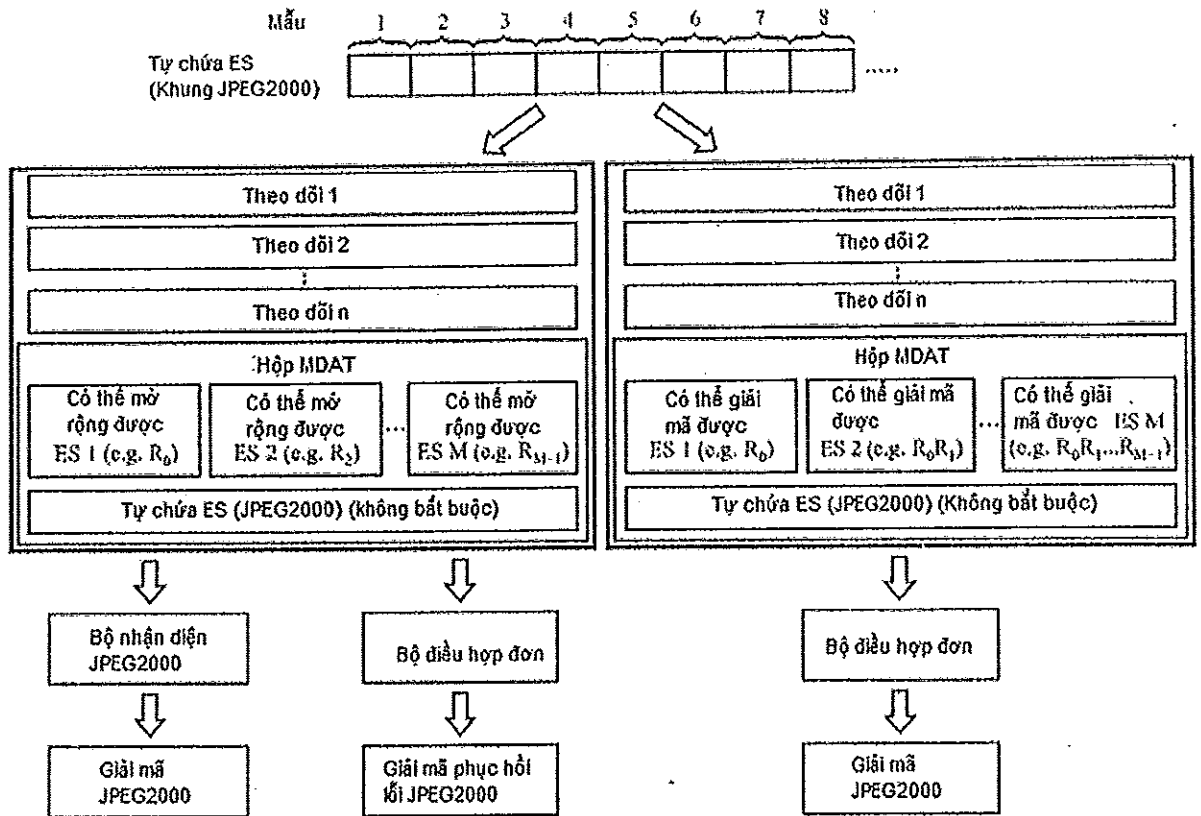 Mẫu 1 2 3 4 5 6 7 8
Tự chứa ES
(Khung JPEG2000)
.....
Theo dõi 1
Theo dõi 2
Theo dõi n
Hộp MDAT
Có thể mở
rộng được
ES 1 (e.g. R₀)
Có thể mở
rộng được
ES 2 (e.g. R₂)
...
Có thể mở
rộng được
ES M (e.g. R_M-1)
Tự chứa ES (JPEG2000) (không bắt buộc)
Theo dõi 1
Theo dõi 2
Theo dõi n
Hộp MDAT
Có thể giải
mã được
ES 1 (e.g. R₀)
Có thể giải mã
được
ES 2 (e.g. R₀R₁)
...
Có thể giải
mã được ES M
(e.g. R₀R₁...R_M-1)
Tự chứa ES (JPEG2000) (Không bắt buộc)
Bộ nhận diện
JPEG2000
Bộ điều hợp đơn
Bộ điều hợp đơn
Giải mã
JPEG2000
Giải mã phục hồi
lỗi JPEG2000
Giải mã
JPEG2000